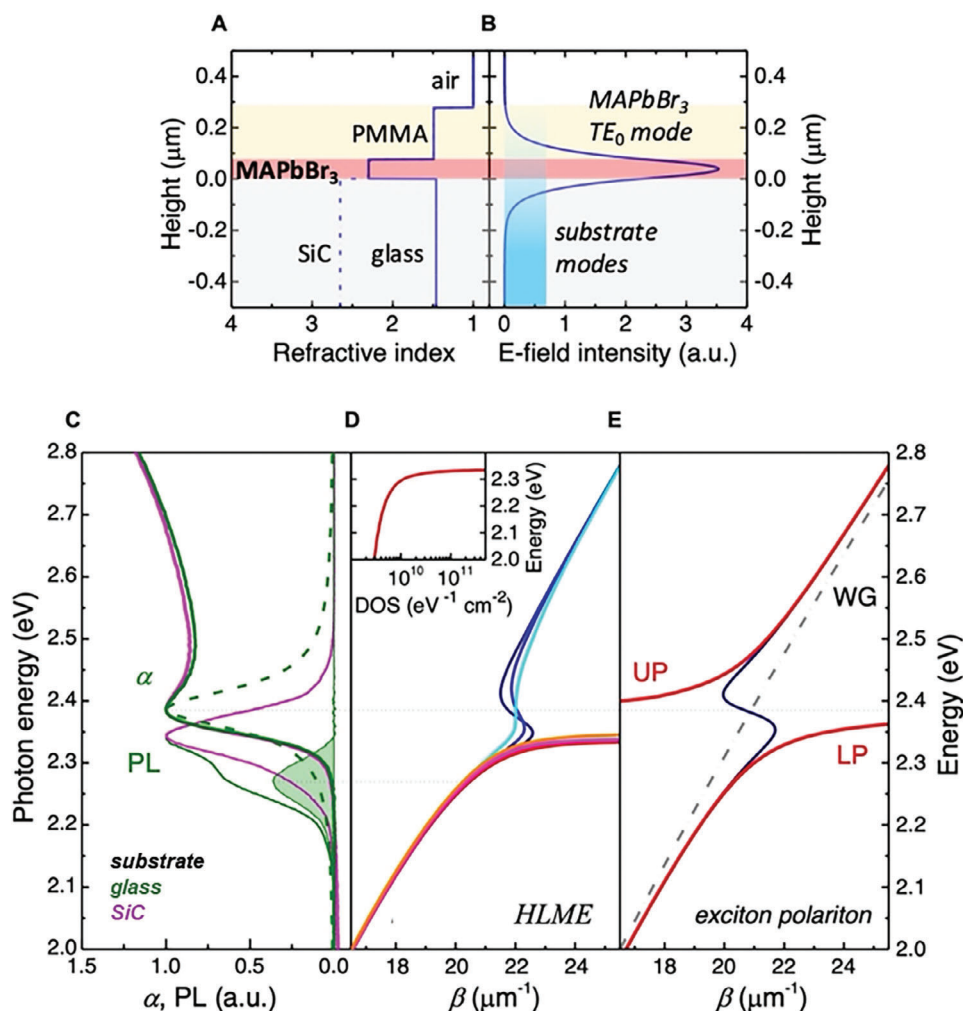 A
B
0.4
0.2
0.0
-0.2
-0.4
Height (μm)
air
PMMA
MAPbBr3
SiC
glass
4
3
2
1
Refractive index
MAPbBr3
TE0 mode
substrate
modes
0
1
2
3
4
E-field intensity (a.u.)
0.4
0.2
0.0
-0.2
-0.4
Height (μm)
C
D
E
2.8
2.7
2.6
2.5
2.4
2.3
2.2
2.1
2.0
Photon energy (eV)
α
PL
substrate
glass
SiC
1.5
1.0
0.0
α, PL (a.u.)
2.3
2.2
2.1
2.0
Energy (eV)
10^10
10^11
DOS (eV^-1 cm^-2)
HLME
18
20
22
24
β (μm^-1)
UP
WG
LP
exciton polariton
18
20
22
24
β (μm^-1)
2.8
2.7
2.6
2.5
2.4
2.3
2.2
2.1
2.0
Energy (eV)